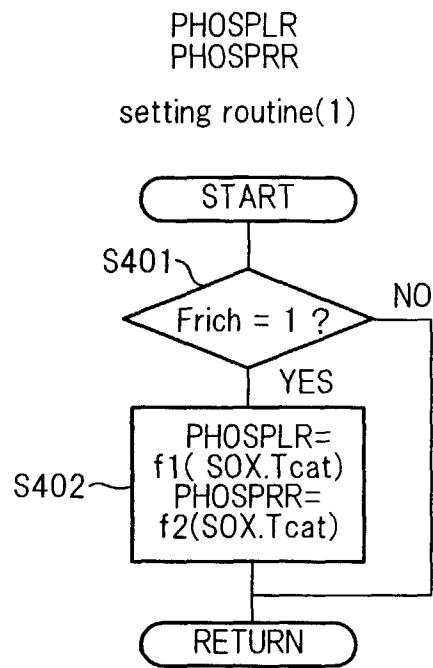 PHOSPLR
PHOSPRR
setting routine(1)
START
S401
Frich = 1 ?
NO
YES
S402
PHOSPLR=
f1( SOX.Tcat)
PHOSPRR=
f2(SOX.Tcat)
RETURN